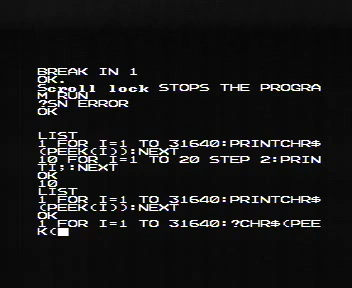 BREAK IN 1
OK.
Scroll lock STOPS THE PROGRA
M RUN
?SN ERROR
OK
LIST
1 FOR I=1 TO 31640:PRINTCHR$
(PEEK(I)):NEXT
10 FOR I=1 TO 20 STEP 2:PRIN
TI;:NEXT
OK
10
LIST
1 FOR I=1 TO 31640:PRINTCHR$
(PEEK(I)):NEXT
OK
1 FOR I=1 TO 31640:?CHR$(PEE
K(